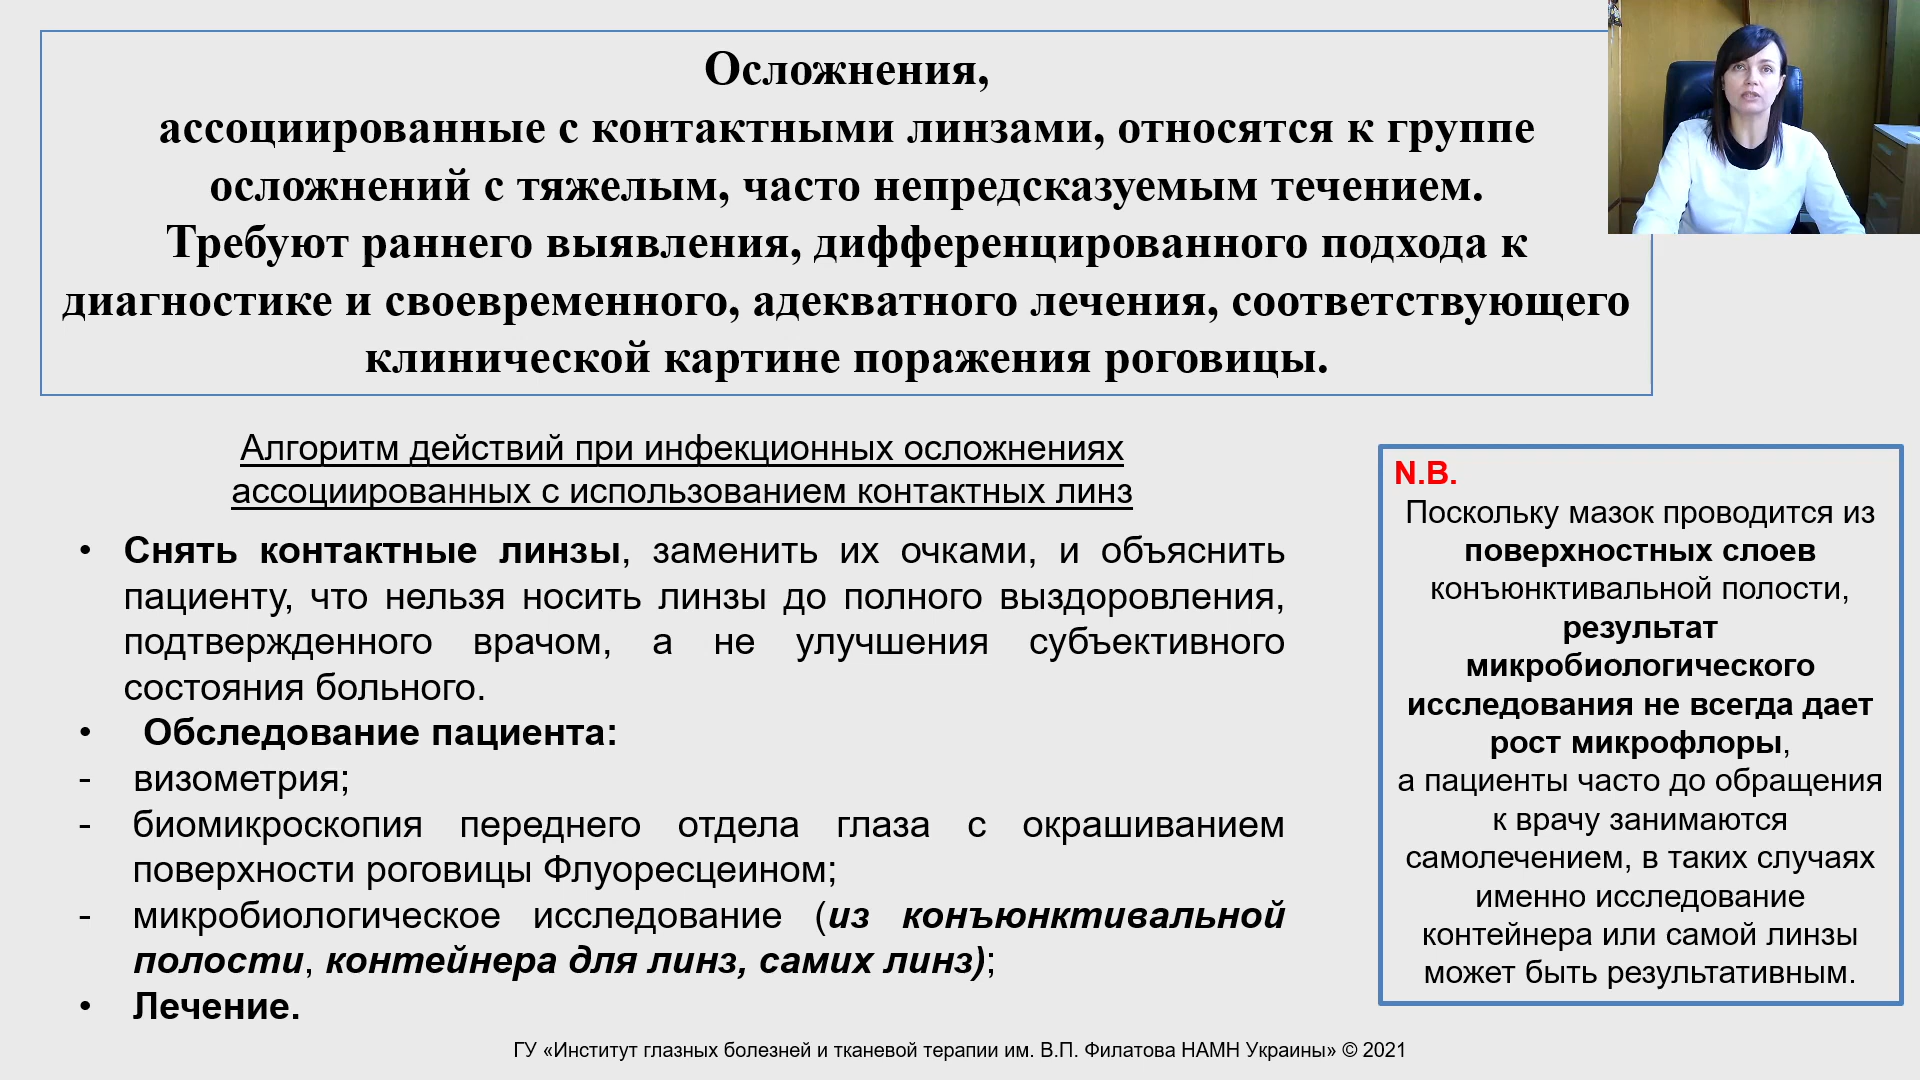 Осложнения,
ассоциированные с контактными линзами, относятся к группе
осложнений с тяжелым, часто непредсказуемым течением.
Требуют раннего выявления, дифференцированного подхода к
диагностике и своевременного, адекватного лечения, соответствующего
клинической картине поражения роговицы.
Алгоритм действий при инфекционных осложнениях
ассоциированных с использованием контактных линз
• Снять контактные линзы, заменить их очками, и объяснить
пациенту, что нельзя носить линзы до полного выздоровления,
подтвержденного врачом, а не улучшения субъективного
состояния больного.
• Обследование пациента:
- визометрия;
- биомикроскопия переднего отдела глаза с окрашиванием
поверхности роговицы Флуоресцеином;
- микробиологическое исследование (из конъюнктивальной
полости, контейнера для линз, самих линз);
• Лечение.
N.B.
Поскольку мазок проводится из
поверхностных слоев
конъюнктивальной полости,
результат
микробиологического
исследования не всегда дает
рост микрофлоры,
а пациенты часто до обращения
к врачу занимаются
самолечением, в таких случаях
именно исследование
контейнера или самой линзы
может быть результативным.
ГУ «Институт глазных болезней и тканевой терапии им. В.П. Филатова НАМН Украины» © 2021